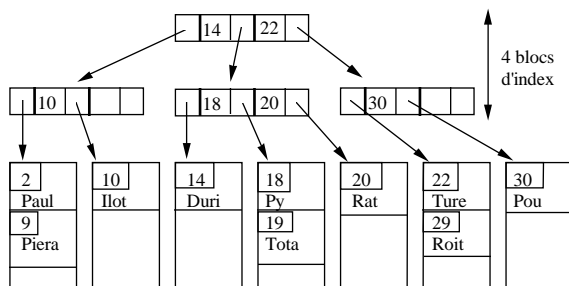 14 22
4 blocs
d'index
10
18 20
30
2 10 14 18 20 22 30
Paul Ilot Duri Py Rat Ture Pou
9 19 29
Piera Tota Roit